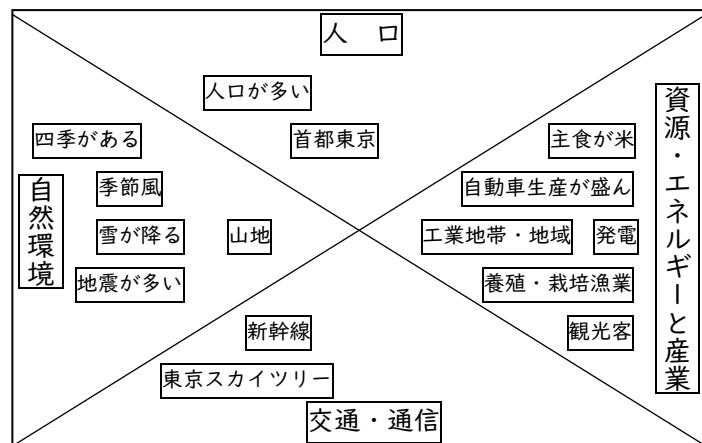 人　口
人口が多い
首都東京
四季がある
季節風
雪が降る
山地
地震が多い
自然環境
主食が米
自動車生産が盛ん
工業地帯・地域
発電
養殖・栽培漁業
観光客
資源・エネルギーと産業
新幹線
東京スカイツリー
交通・通信